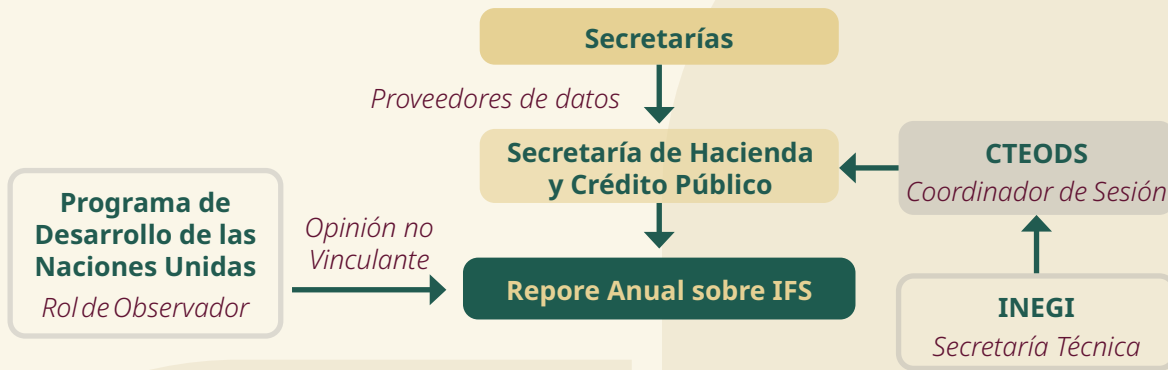 Secretarías
Proveedores de datos
Secretaría de Hacienda
y Crédito Público
CTEODS
Coordinador de Sesión
Programa de
Desarrollo de las
Naciones Unidas
Rol de Observador
Opinión no
Vinculante
Repore Anual sobre IFS
INEGI
Secretaría Técnica